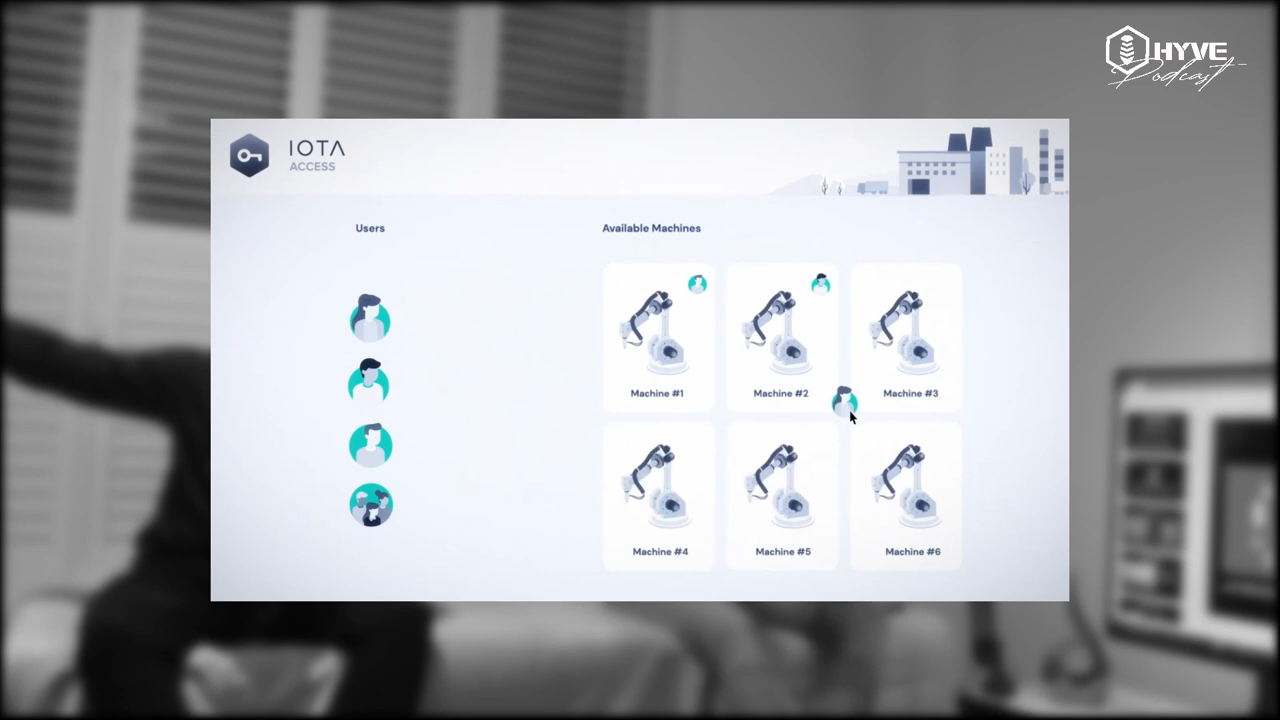 HYVE
Podcast
IOTA
ACCESS
Users
Available Machines
Machine #1
Machine #2
Machine #3
Machine #4
Machine #5
Machine #6